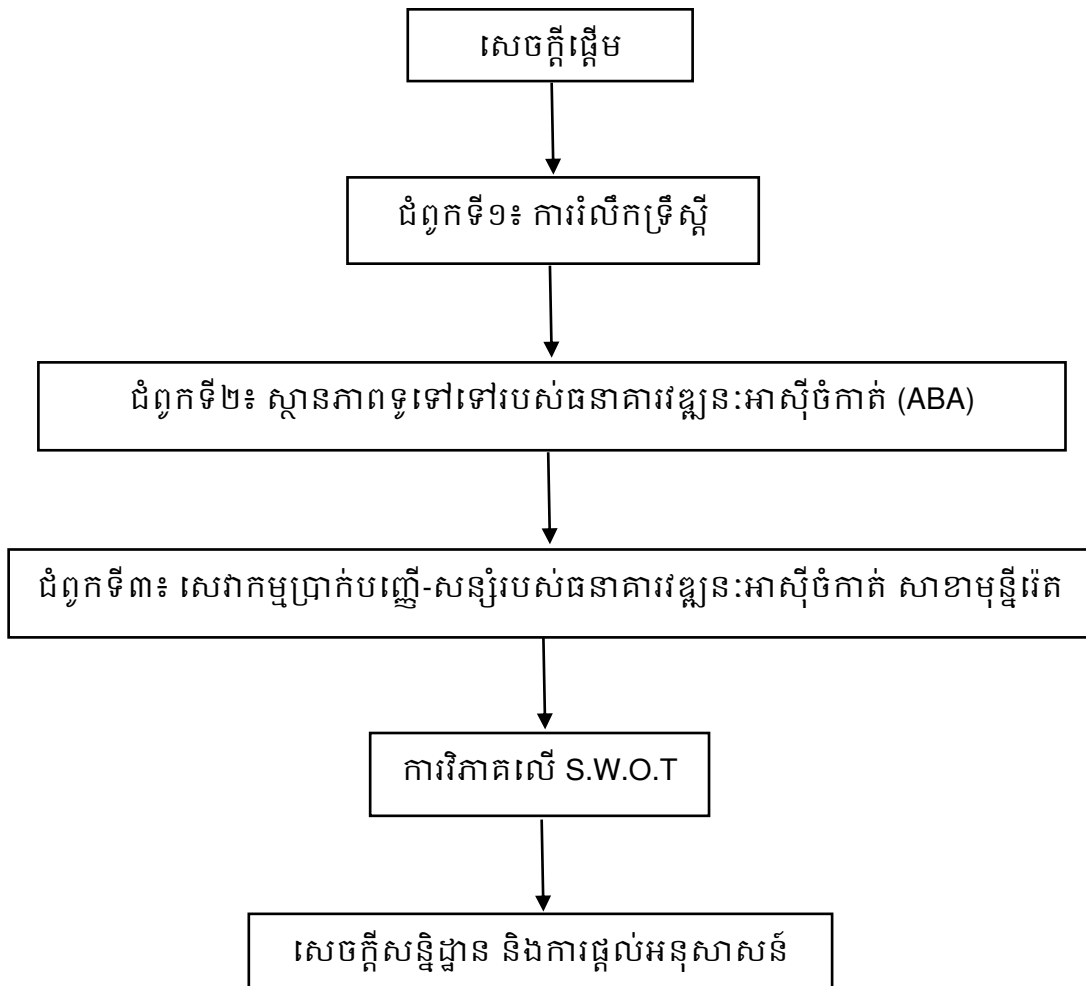 សេចក្តីផ្តើម
ជំពូកទី១៖ ការរំលឹកទ្រឹស្តី
ជំពូកទី២៖ ស្ថានភាពទូទៅទៅរបស់ធនាគារវឌ្ឍនៈអាស៊ីចំកាត់ (ABA)
ជំពូកទី៣៖ សេវាកម្មប្រាក់បញ្ញើ-សន្សំរបស់ធនាគារវឌ្ឍនៈអាស៊ីចំកាត់ សាខាមុន្នីរ៉េត
ការវិភាគលើ S.W.O.T
សេចក្តីសន្និដ្ឋាន និងការផ្តល់អនុសាសន៍